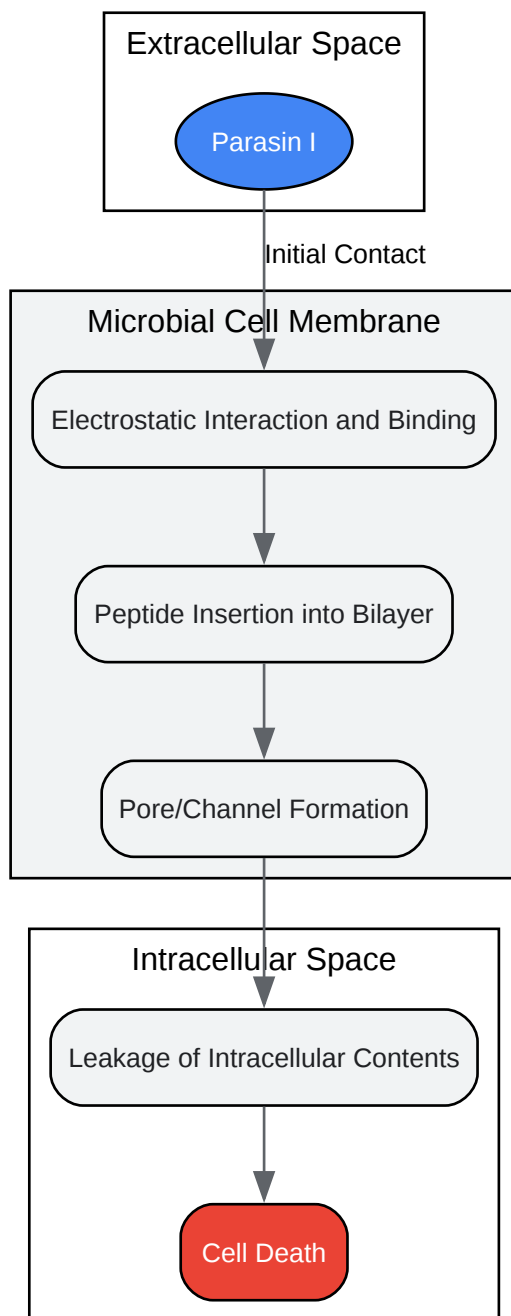 Extracellular Space
Parasin I
Initial Contact
Microbial Cell Membrane
Electrostatic Interaction and Binding
Peptide Insertion into Bilayer
Pore/Channel Formation
Intracellular Space
Leakage of Intracellular Contents
Cell Death